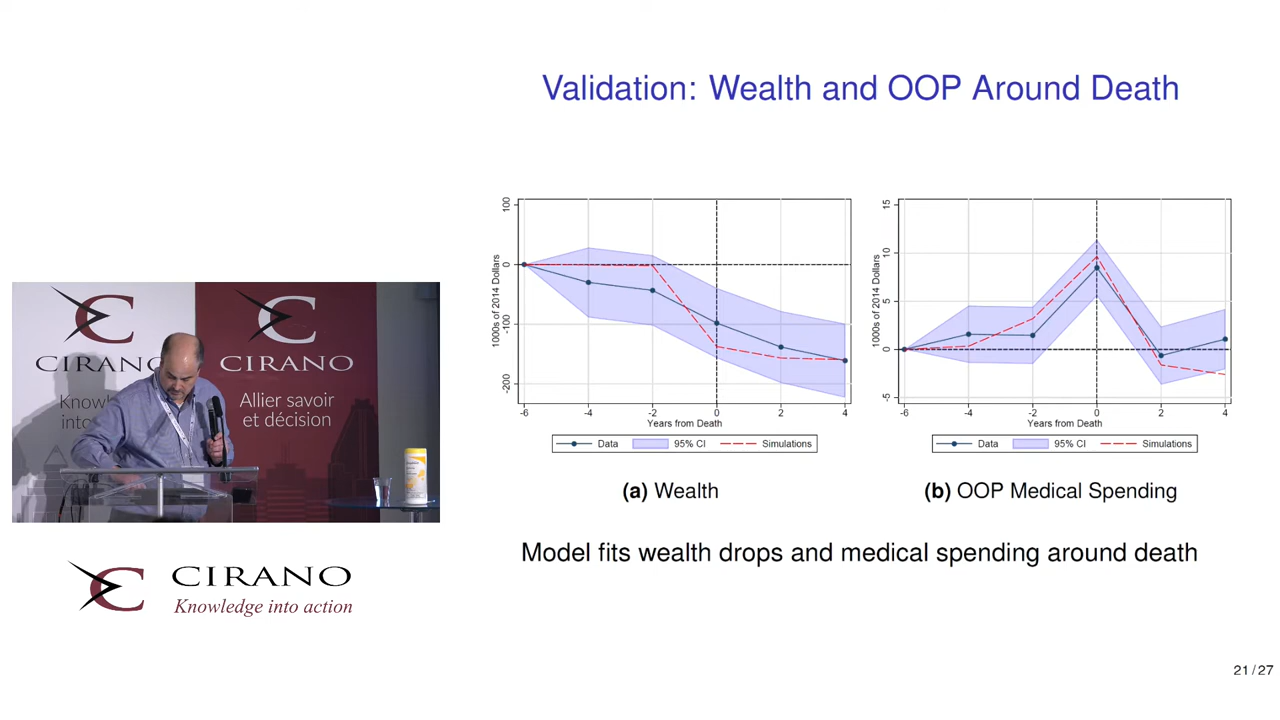 Validation: Wealth and OOP Around Death
1000s of 2014 Dollars
100
0
-100
-200
-6
-4
-2
0
2
4
Years from Death
Data
95% CI
Simulations
(a) Wealth
1000s of 2014 Dollars
15
10
5
0
-5
-6
-4
-2
0
2
4
Years from Death
Data
95% CI
Simulations
(b) OOP Medical Spending
Model fits wealth drops and medical spending around death
21 / 27
CIRANO
Know
into
CIRANO
Allier savoir
et décision
CIRANO
Knowledge into action